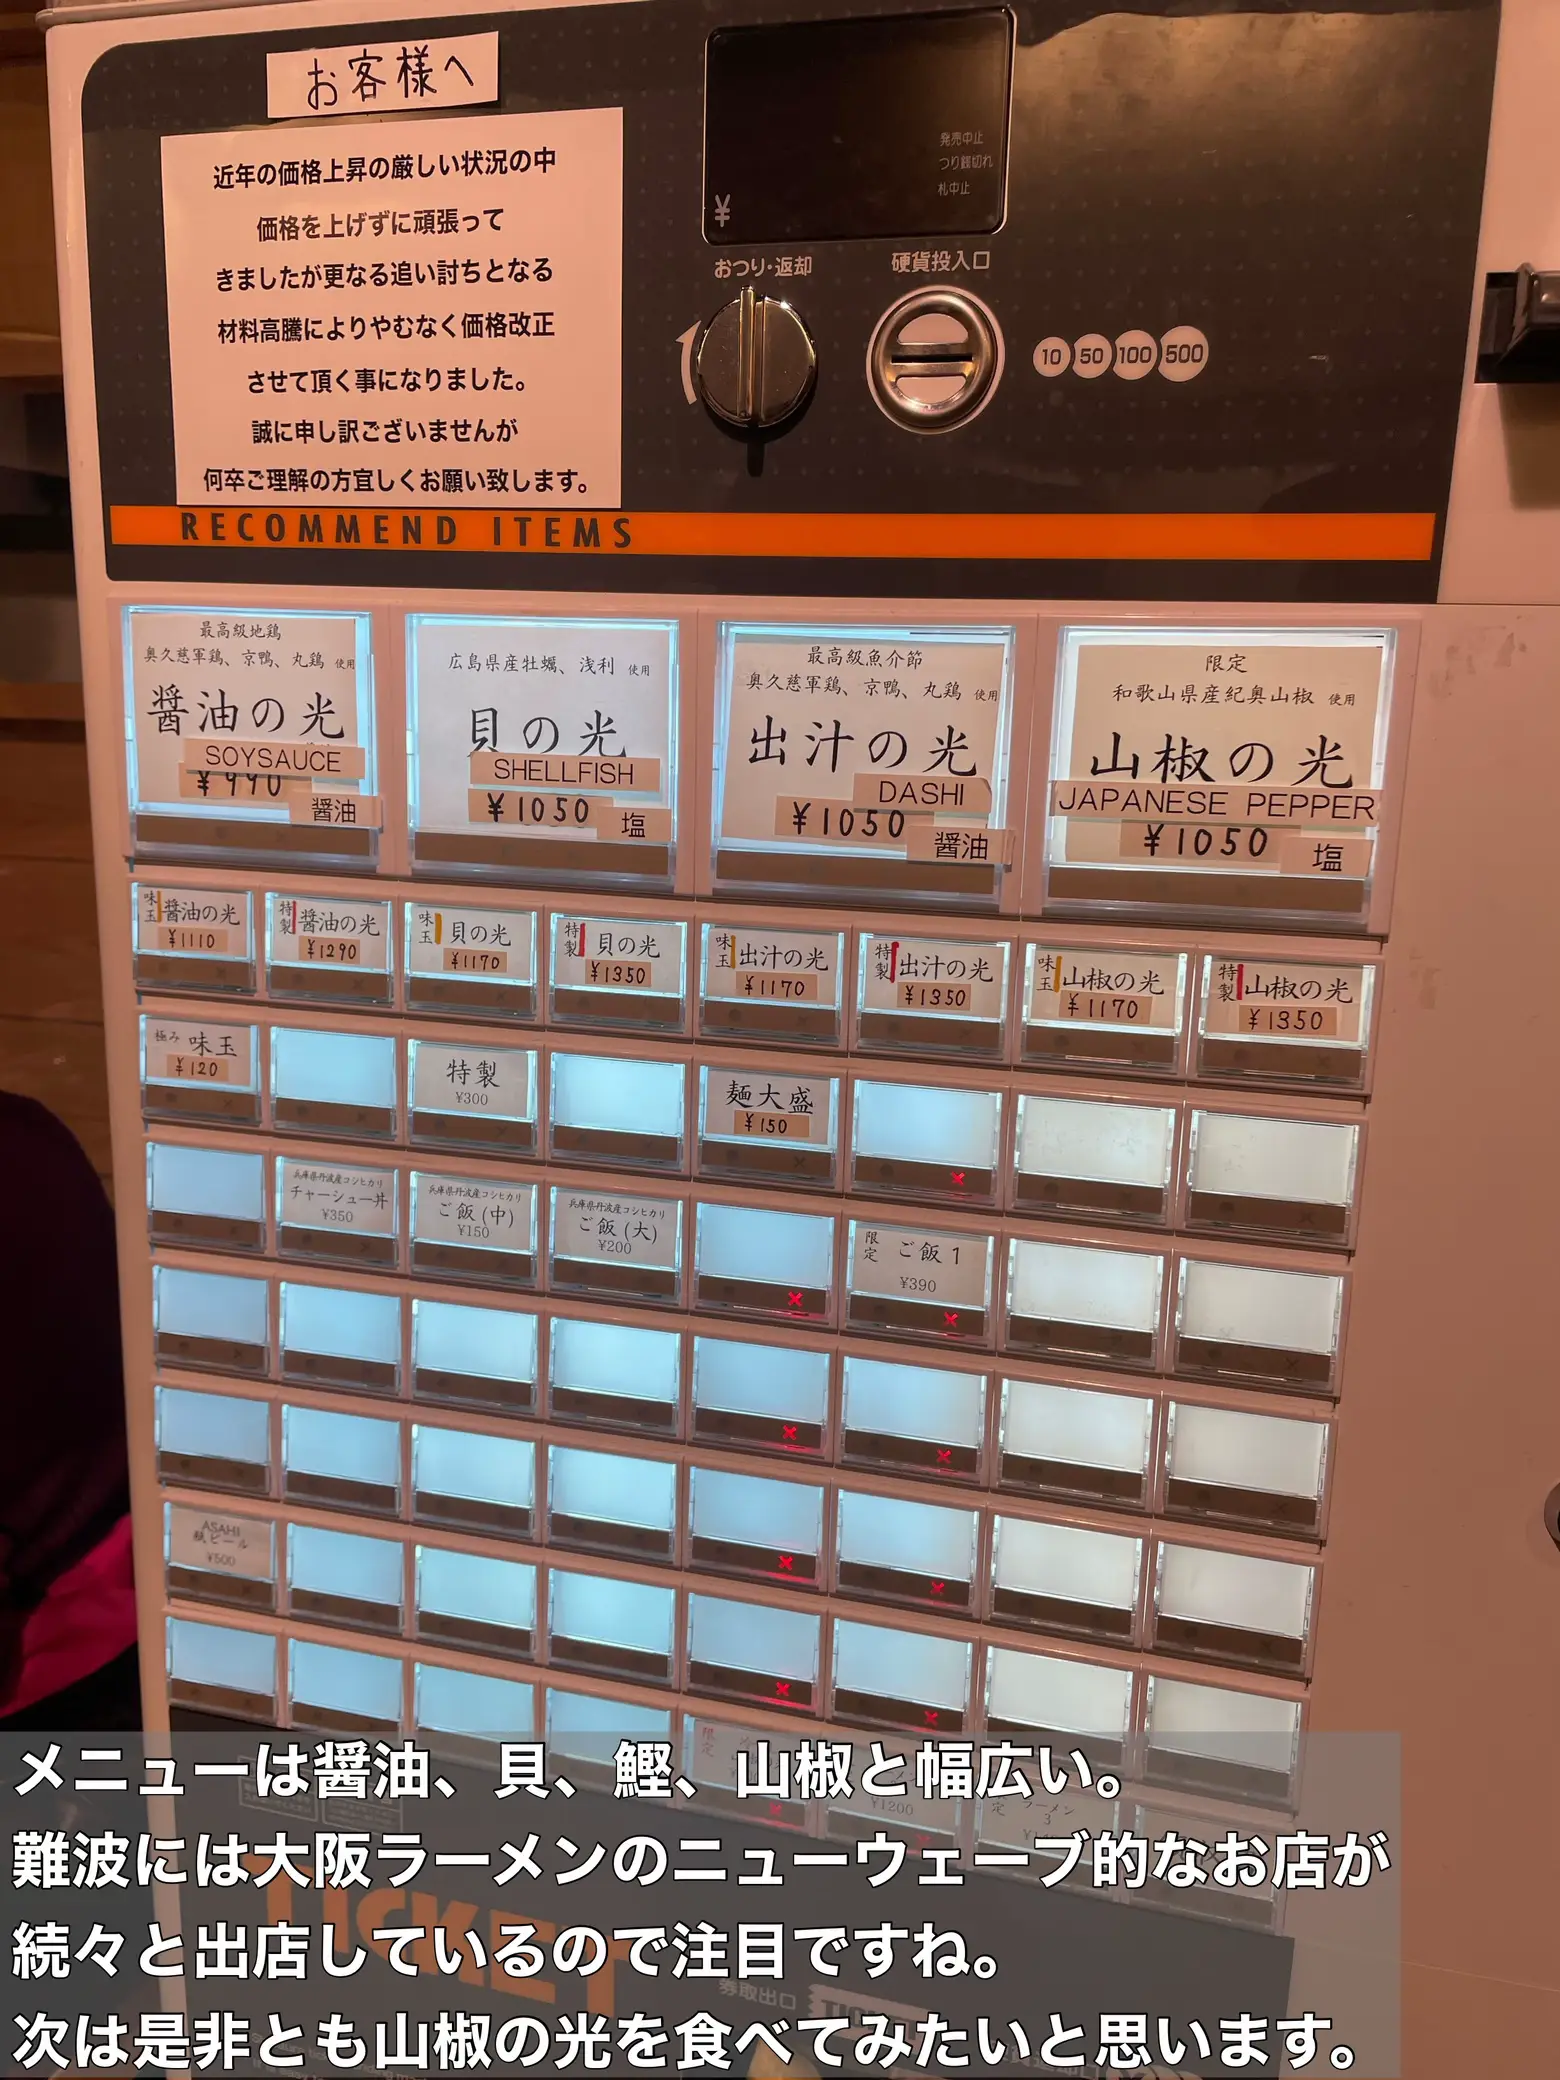 お客様へ
近年の価格上昇の厳しい状況の中
価格を上げずに頑張って
きましたが更なる追い討ちとなる
材料高騰によりやむなく価格改正
させて頂く事になりました。
誠に申し訳ございませんが
何卒ご理解の方宜しくお願い致します。
発売中止
つり銭切れ
札中止
¥
おつり・返却
硬貨投入口
10 50 100 500
RECOMMEND ITEMS
最高級地鶏
奥久慈軍鶏、京鴨、丸鶏 使用
醤油の光
SOYSAUCE
¥990
醤油
広島県産牡蠣、浅利 使用
貝の光
SHELLFISH
¥1050
塩
最高級魚介節
奥久慈軍鶏、京鴨、丸鶏 使用
出汁の光
DASHI
¥1050
醤油
限定
和歌山県産紀奥山椒 使用
山椒の光
JAPANESE PEPPER
¥1050
塩
味玉 醤油の光
¥1110
特製 醤油の光
¥1290
味玉 貝の光
¥1170
特製 貝の光
¥1350
味玉 出汁の光
¥1170
特製 出汁の光
¥1350
味玉 山椒の光
¥1170
特製 山椒の光
¥1350
極み 味玉
¥120
特製
¥300
麺大盛
¥150
兵庫県丹波産コシヒカリ
チャーシュー丼
¥350
兵庫県丹波産コシヒカリ
ご飯(中)
¥150
兵庫県丹波産コシヒカリ
ご飯(大)
¥200
限定 ご飯1
¥390
ASAHI
瓶ビール
¥500
限定
¥1200
ラーメン
3
メニューは醤油、貝、鰹、山椒と幅広い。
難波には大阪ラーメンのニューウェーブ的なお店が
続々と出店しているので注目ですね。
次は是非とも山椒の光を食べてみたいと思います。
TICKET
券取出口